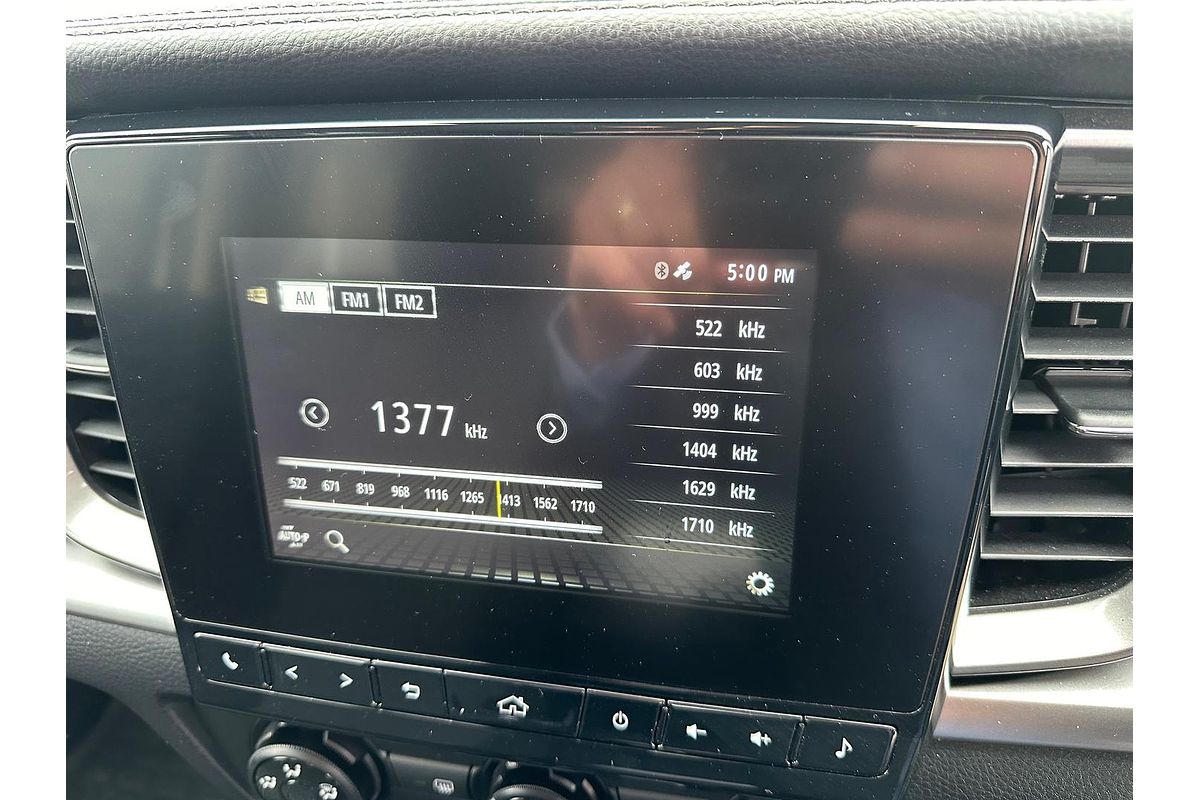 5:00 PM
AM FM1 FM2
522 kHz
603 kHz
999 kHz
1377 kHz
1404 kHz
1629 kHz
1710 kHz
522 671 819 968 1116 1265 1413 1562 1710
AUTO-P